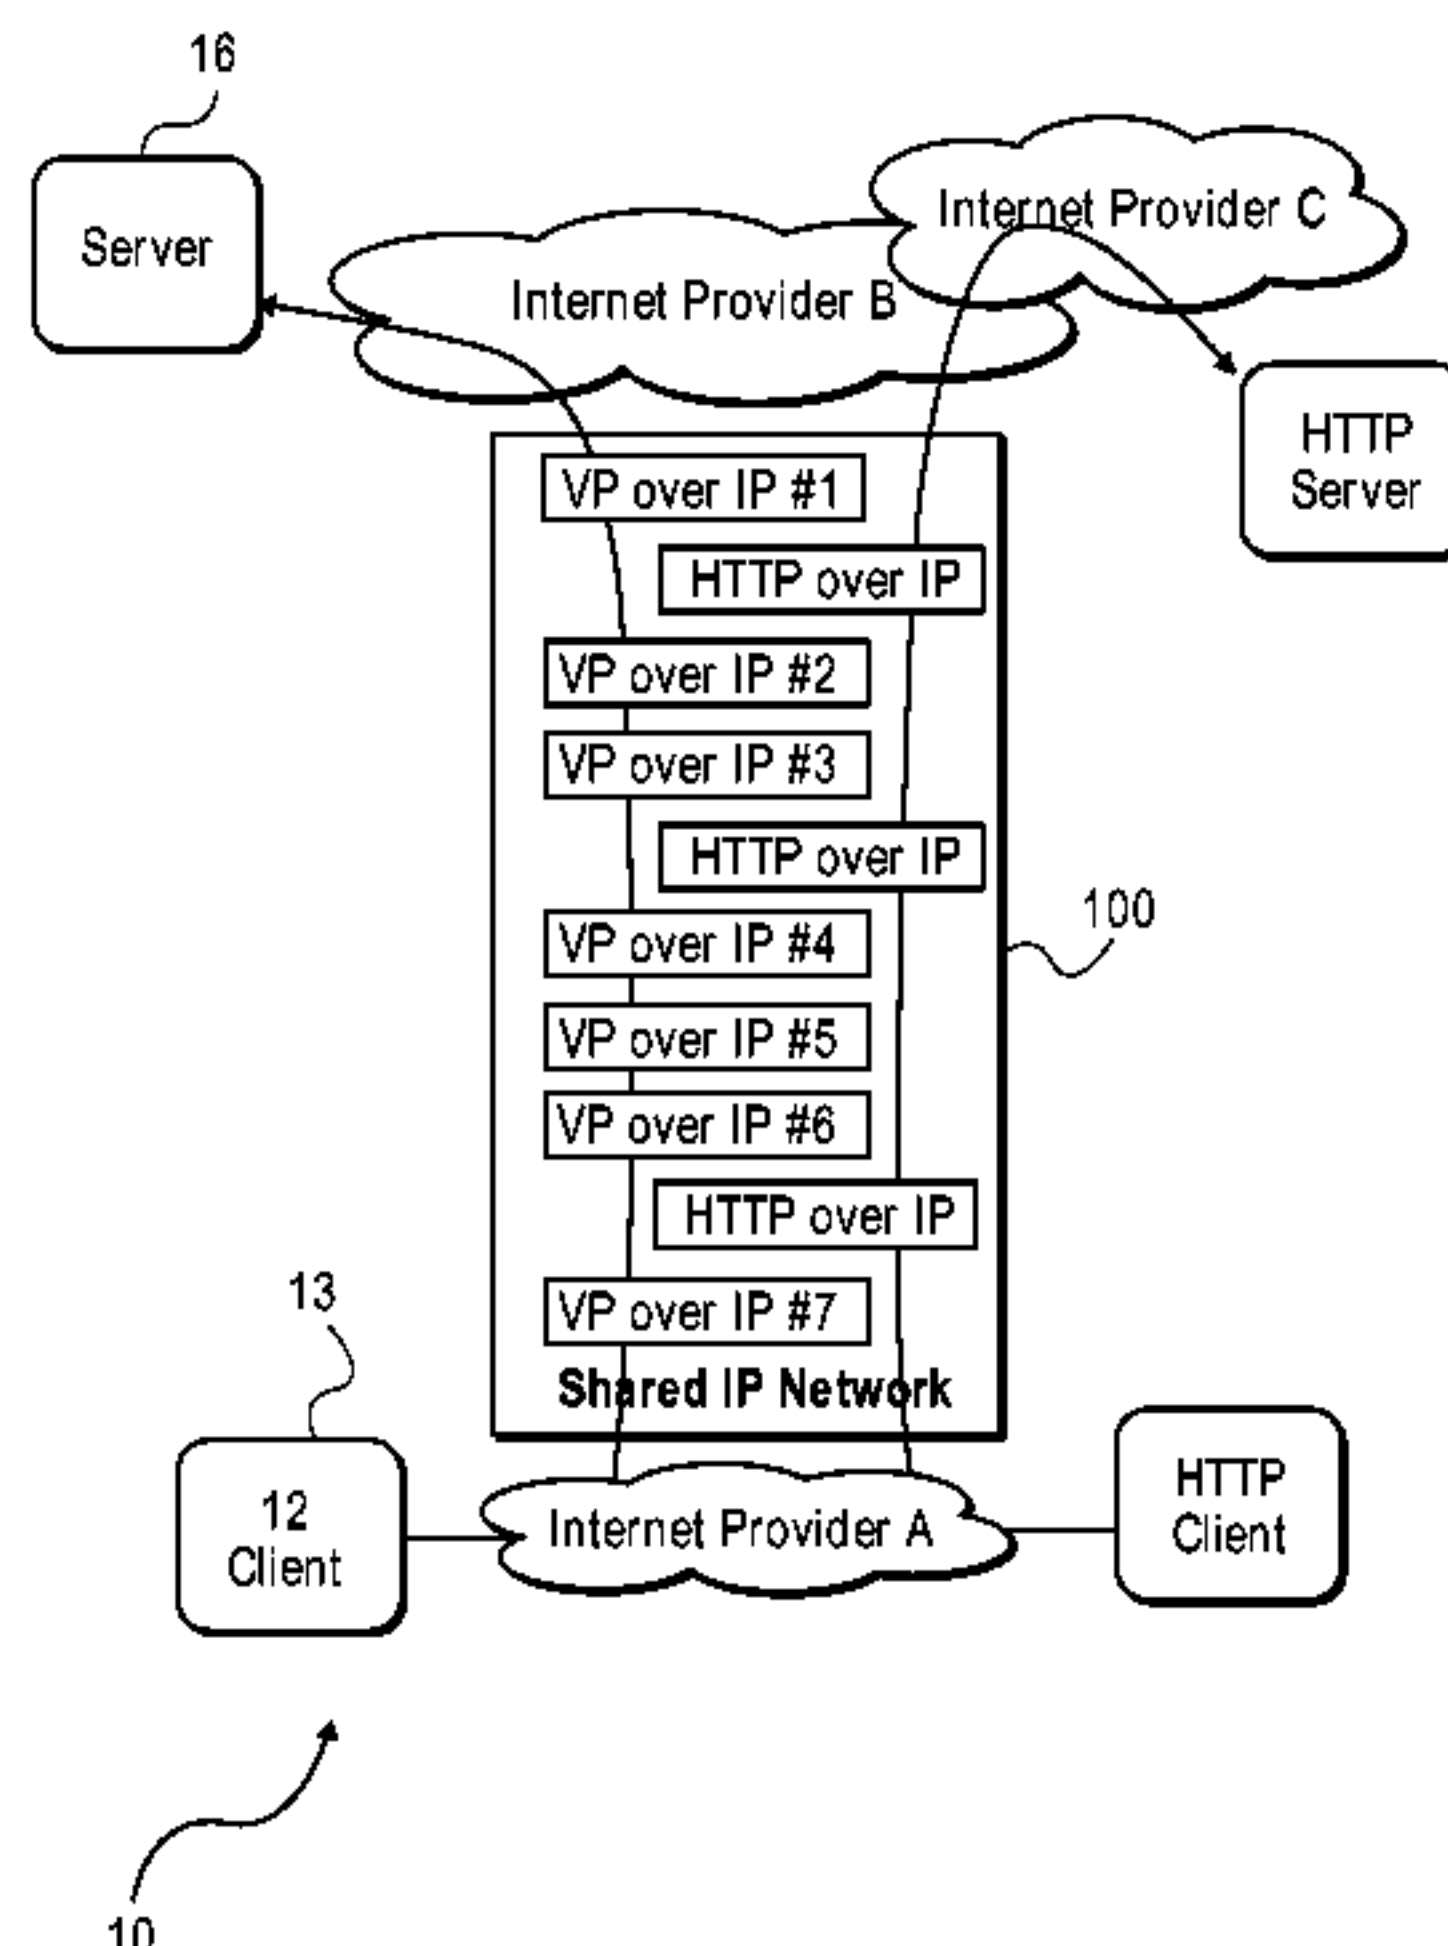 16
Server
Internet Provider C
Internet Provider B
HTTP
Server
VP over IP #1
HTTP over IP
VP over IP #2
VP over IP #3
HTTP over IP
100
VP over IP #4
VP over IP #5
VP over IP #6
HTTP over IP
13
VP over IP #7
Shared IP Network
12
Client
Internet Provider A
HTTP
Client
10